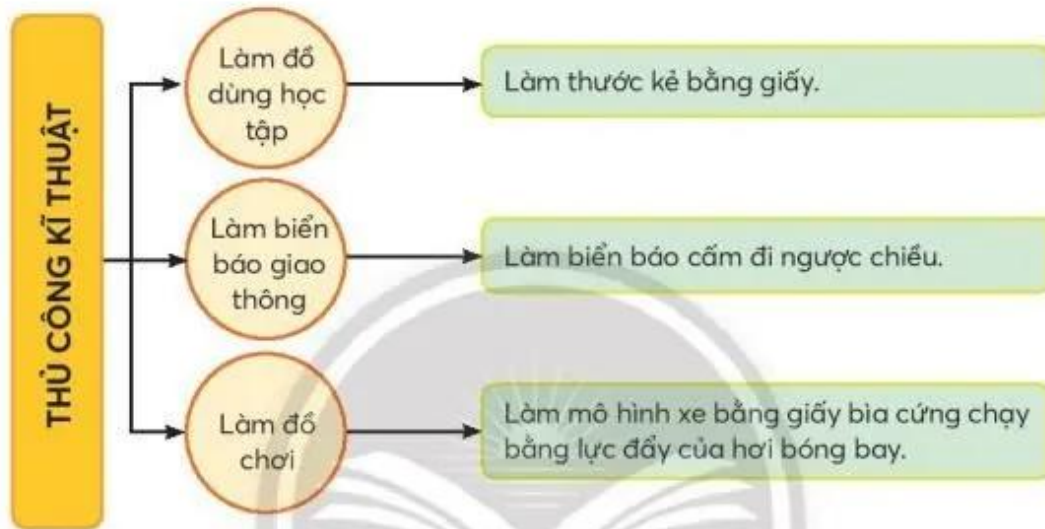 THỦ CÔNG KĨ THUẬT
Làm đồ
dùng học
tập
Làm thước kẻ bằng giấy.
Làm biển
báo giao
thông
Làm biển báo cấm đi ngược chiều.
Làm đồ
chơi
Làm mô hình xe bằng giấy bìa cứng chạy
bằng lực đẩy của hơi bóng bay.